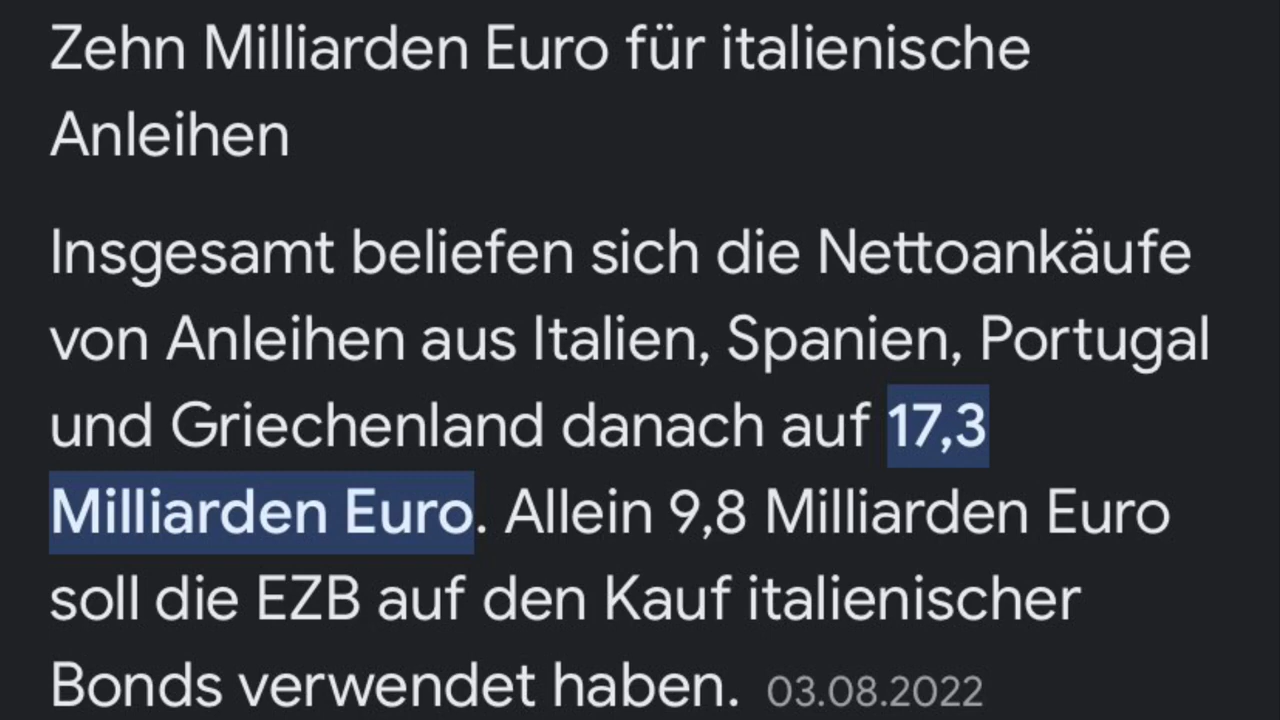 Zehn Milliarden Euro für italienische
Anleihen
Insgesamt beliefen sich die Nettoankäufe
von Anleihen aus Italien, Spanien, Portugal
und Griechenland danach auf 17,3
Milliarden Euro. Allein 9,8 Milliarden Euro
soll die EZB auf den Kauf italienischer
Bonds verwendet haben. 03.08.2022